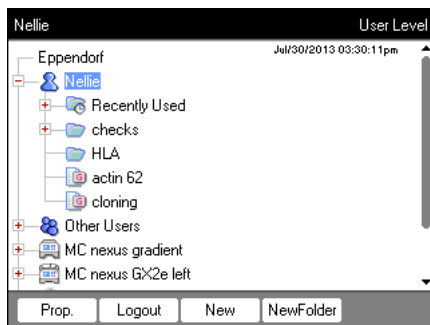 Nellie User Level
Jul/30/2013 03:30:11pm
Eppendorf
Nellie
Recently Used
checks
HLA
actin 62
cloning
Other Users
MC nexus gradient
MC nexus GX2e left
Prop. Logout New NewFolder